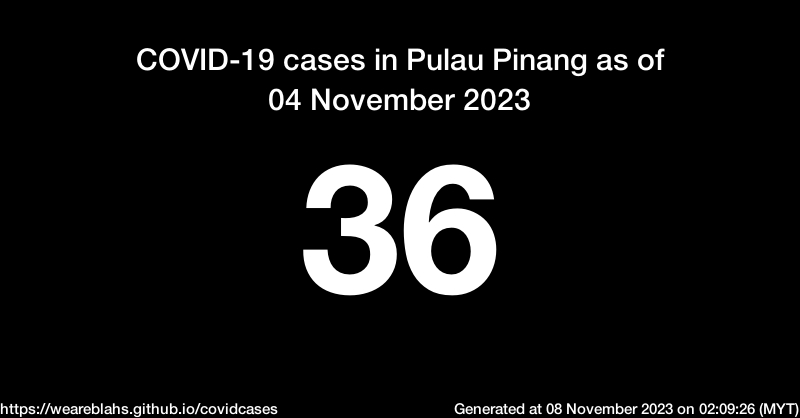 COVID-19 cases in Pulau Pinang as of
04 November 2023
36
https://weareblahs.github.io/covidcases
Generated at 08 November 2023 on 02:09:26 (MYT)